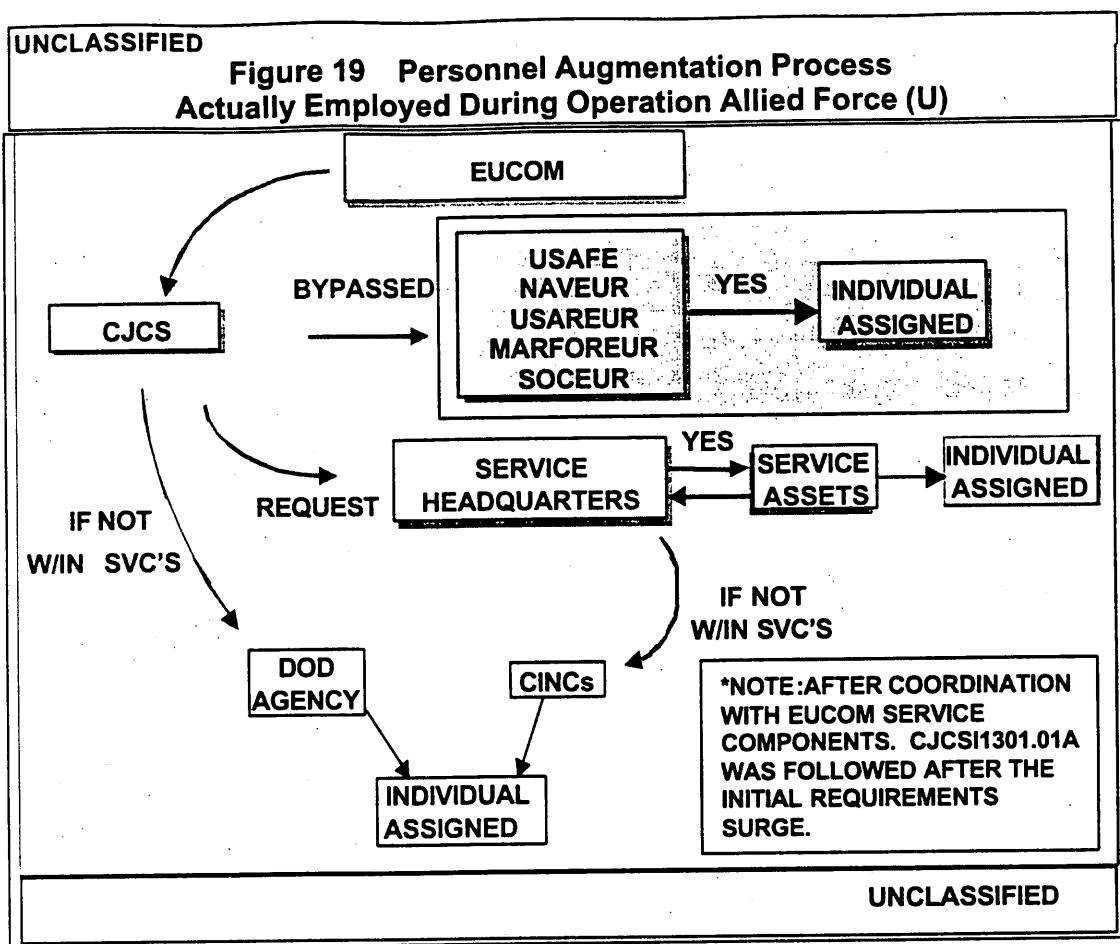 UNCLASSIFIED
Figure 19 Personnel Augmentation Process
Actually Employed During Operation Allied Force (U)
EUCOM
CJCS
BYPASSED
USAFE
NAVEUR
USAREUR
MARFOREUR
SOCEUR
YES
INDIVIDUAL
ASSIGNED
REQUEST
SERVICE
HEADQUARTERS
YES
SERVICE
ASSETS
INDIVIDUAL
ASSIGNED
IF NOT
W/IN SVC'S
IF NOT
W/IN SVC'S
DOD
AGENCY
CINCs
INDIVIDUAL
ASSIGNED
*NOTE:AFTER COORDINATION
WITH EUCOM SERVICE
COMPONENTS. CJCSI1301.01A
WAS FOLLOWED AFTER THE
INITIAL REQUIREMENTS
SURGE.
UNCLASSIFIED